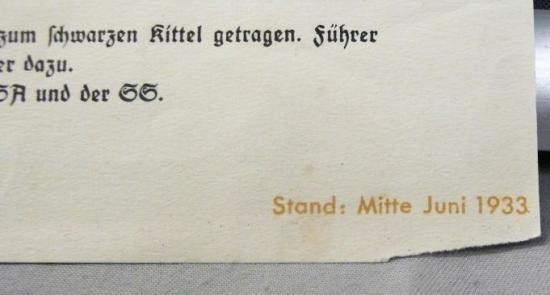 zum schwarzen Kittel getragen. Führer
er dazu.
SA und der SS.
Stand: Mitte Juni 1933